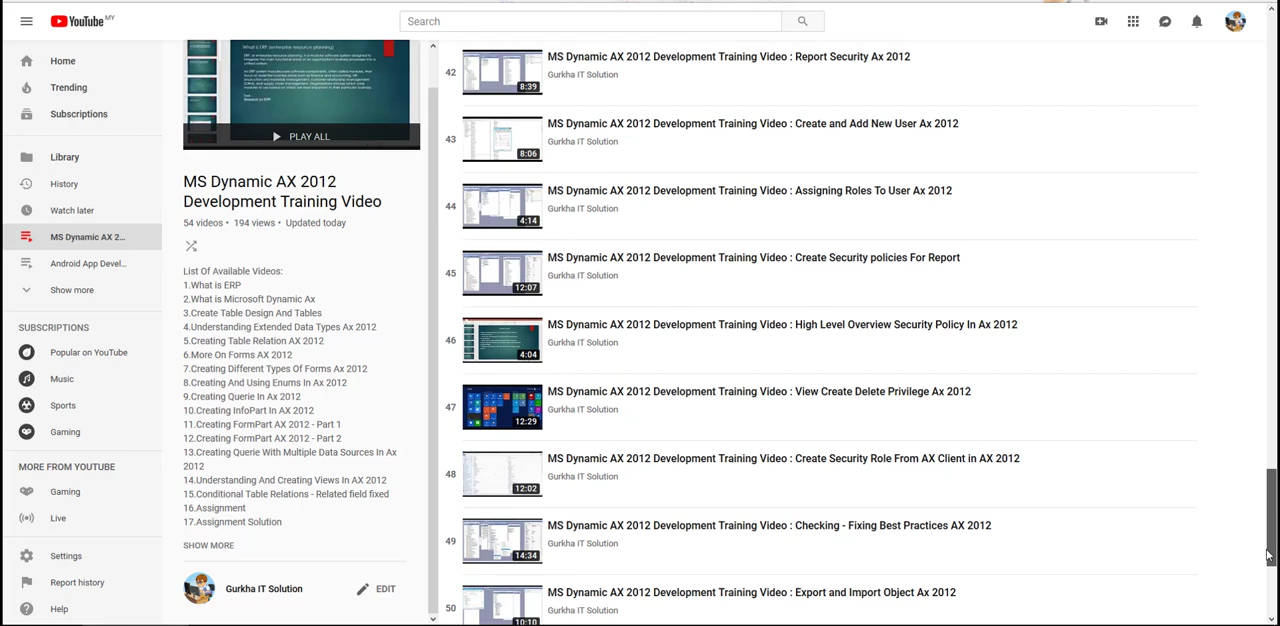 YouTube MY
Search
Home
Trending
Subscriptions
Library
History
Watch later
MS Dynamic AX 2...
Android App Devel...
Show more
SUBSCRIPTIONS
Popular on YouTube
Music
Sports
Gaming
MORE FROM YOUTUBE
Gaming
Live
Settings
Report history
Help
What is ERP (enterprise resource planning)
PLAY ALL
MS Dynamic AX 2012
Development Training Video
54 videos • 194 views • Updated today
List Of Available Videos:
1.What is ERP
2.What is Microsoft Dynamic Ax
3.Create Table Design And Tables
4.Understanding Extended Data Types Ax 2012
5.Creating Table Relation AX 2012
6.More On Forms AX 2012
7.Creating Different Types Of Forms Ax 2012
8.Creating And Using Enums In Ax 2012
9.Creating Querie In Ax 2012
10.Creating InfoPart In AX 2012
11.Creating FormPart AX 2012 - Part 1
12.Creating FormPart AX 2012 - Part 2
13.Creating Querie With Multiple Data Sources In Ax
2012
14.Understanding And Creating Views In AX 2012
15.Conditional Table Relations - Related field fixed
16.Assignment
17.Assignment Solution
SHOW MORE
Gurkha IT Solution
EDIT
42
8:39
MS Dynamic AX 2012 Development Training Video : Report Security Ax 2012
Gurkha IT Solution
43
8:06
MS Dynamic AX 2012 Development Training Video : Create and Add New User Ax 2012
Gurkha IT Solution
44
4:14
MS Dynamic AX 2012 Development Training Video : Assigning Roles To User Ax 2012
Gurkha IT Solution
45
12:07
MS Dynamic AX 2012 Development Training Video : Create Security policies For Report
Gurkha IT Solution
46
4:04
MS Dynamic AX 2012 Development Training Video : High Level Overview Security Policy In Ax 2012
Gurkha IT Solution
47
12:29
MS Dynamic AX 2012 Development Training Video : View Create Delete Privilege Ax 2012
Gurkha IT Solution
48
12:02
MS Dynamic AX 2012 Development Training Video : Create Security Role From AX Client in AX 2012
Gurkha IT Solution
49
14:34
MS Dynamic AX 2012 Development Training Video : Checking - Fixing Best Practices AX 2012
Gurkha IT Solution
50
10:10
MS Dynamic AX 2012 Development Training Video : Export and Import Object Ax 2012
Gurkha IT Solution